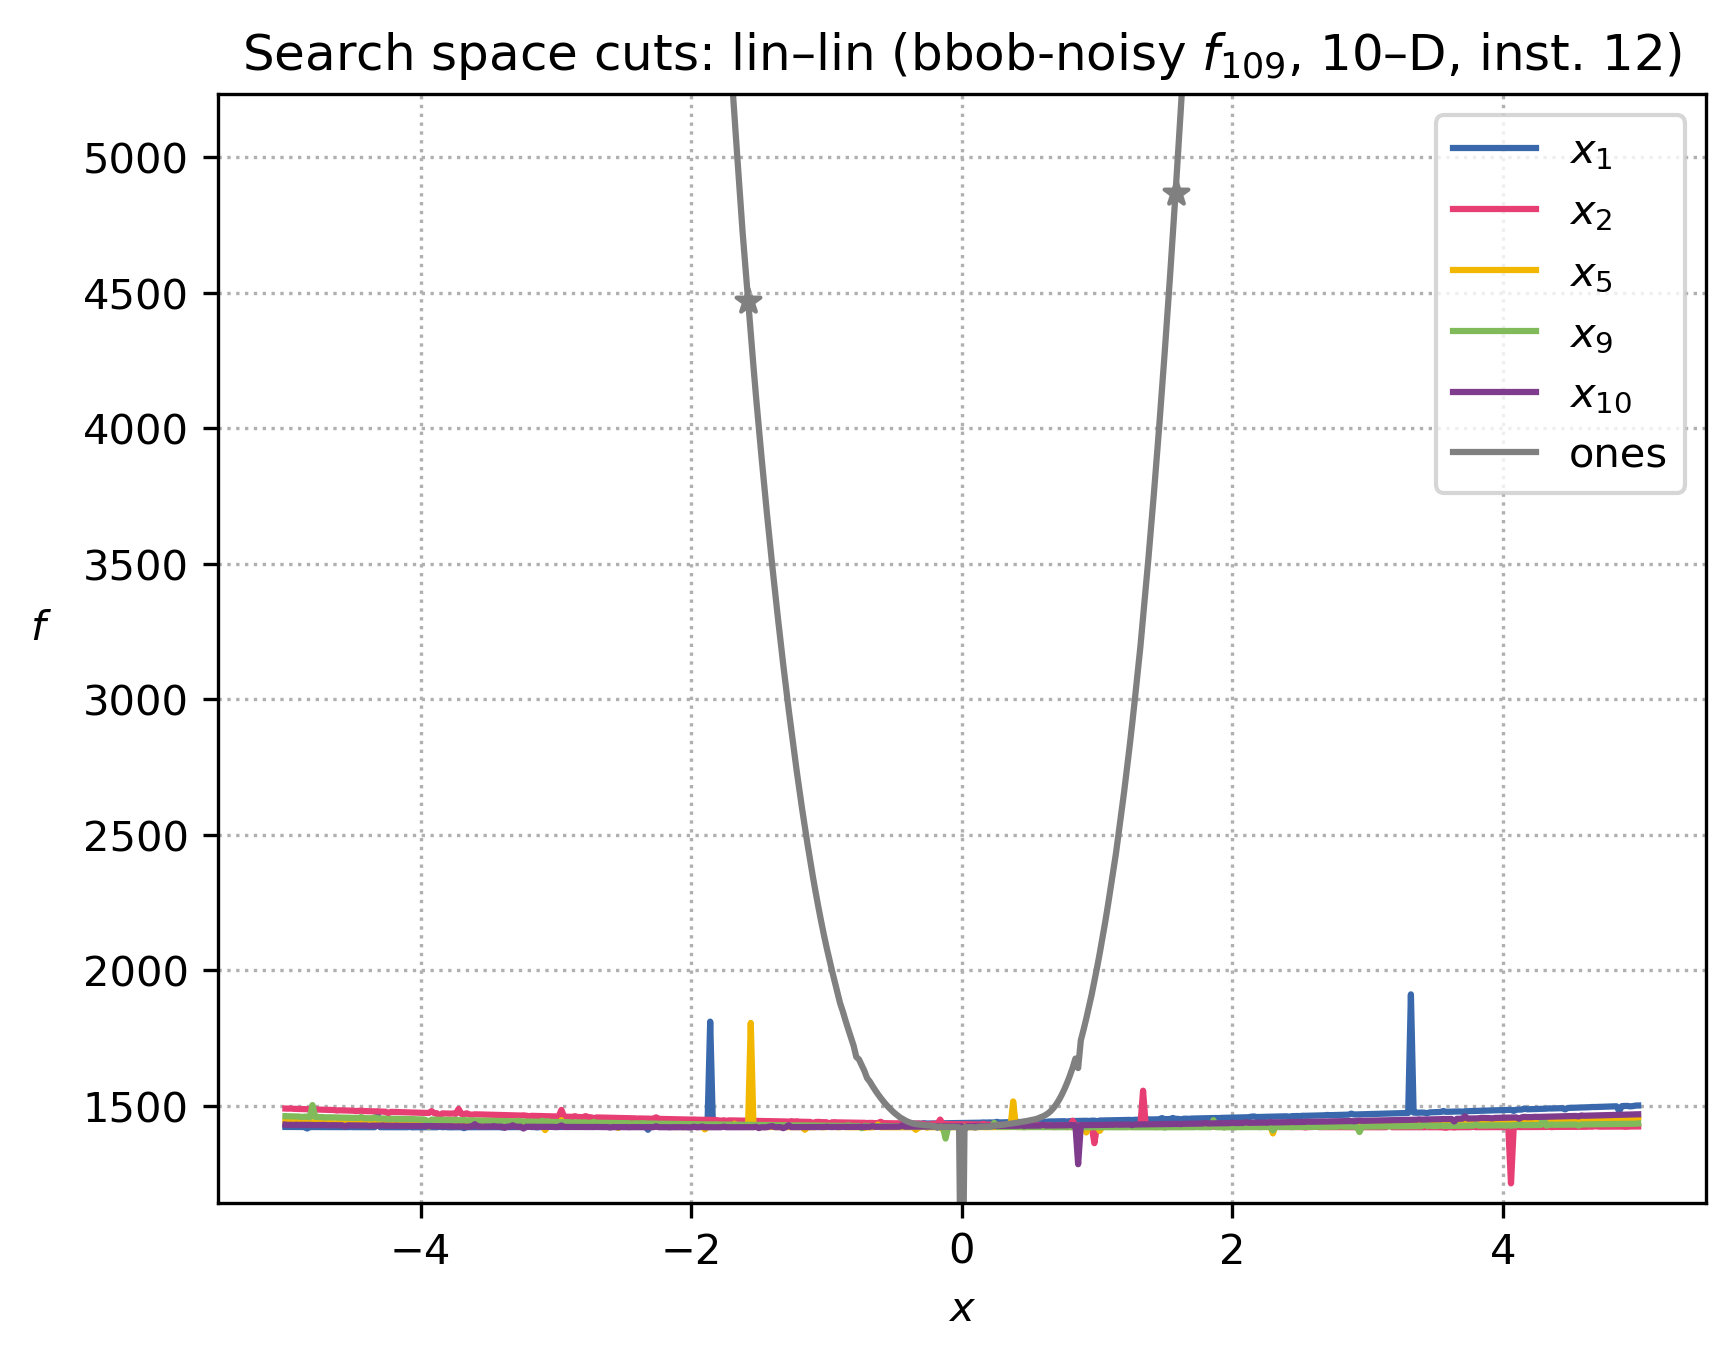 Search space cuts: lin–lin (bbob-noisy f₁₀₉, 10–D, inst. 12)
5000
4500
4000
3500
3000
2500
2000
1500
f
x₁
x₂
x₅
x₉
x₁₀
ones
−4 −2 0 2 4
x